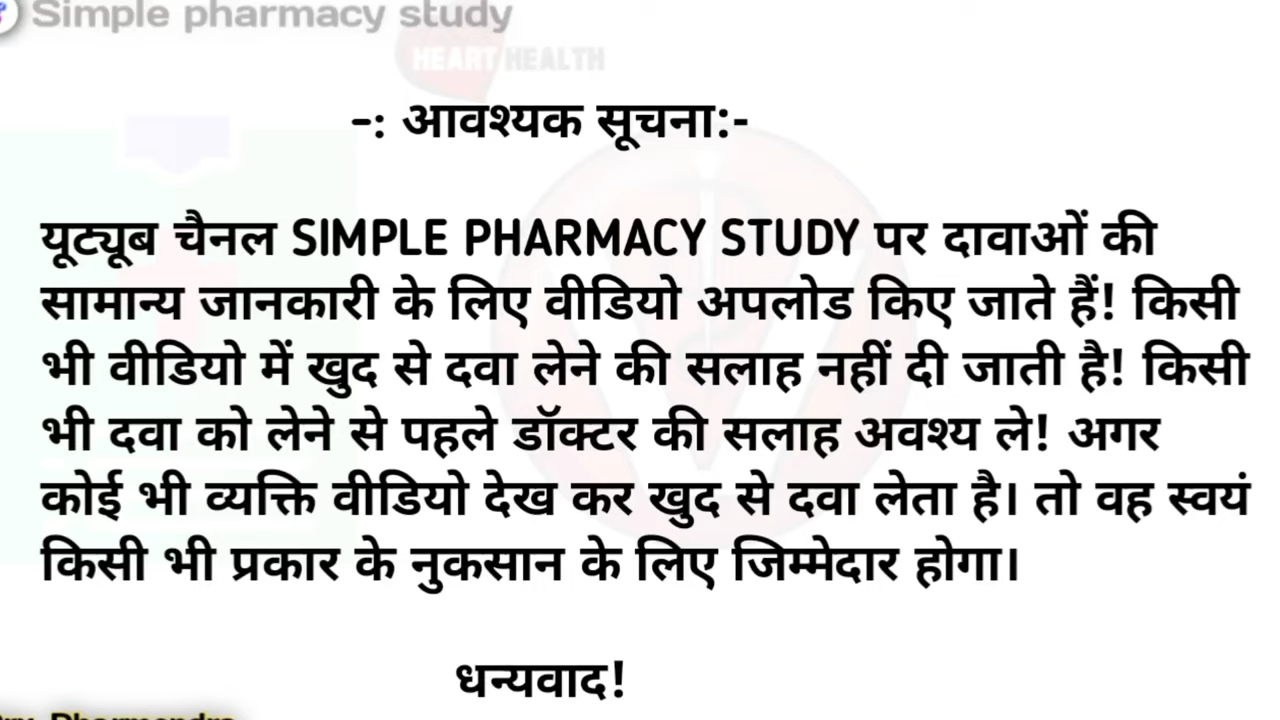 Simple pharmacy study
HEART HEALTH
-: आवश्यक सूचना:-
यूट्यूब चैनल SIMPLE PHARMACY STUDY पर दावाओं की
सामान्य जानकारी के लिए वीडियो अपलोड किए जाते हैं! किसी
भी वीडियो में खुद से दवा लेने की सलाह नहीं दी जाती है! किसी
भी दवा को लेने से पहले डॉक्टर की सलाह अवश्य ले! अगर
कोई भी व्यक्ति वीडियो देख कर खुद से दवा लेता है। तो वह स्वयं
किसी भी प्रकार के नुकसान के लिए जिम्मेदार होगा।
धन्यवाद!
Dharmendra